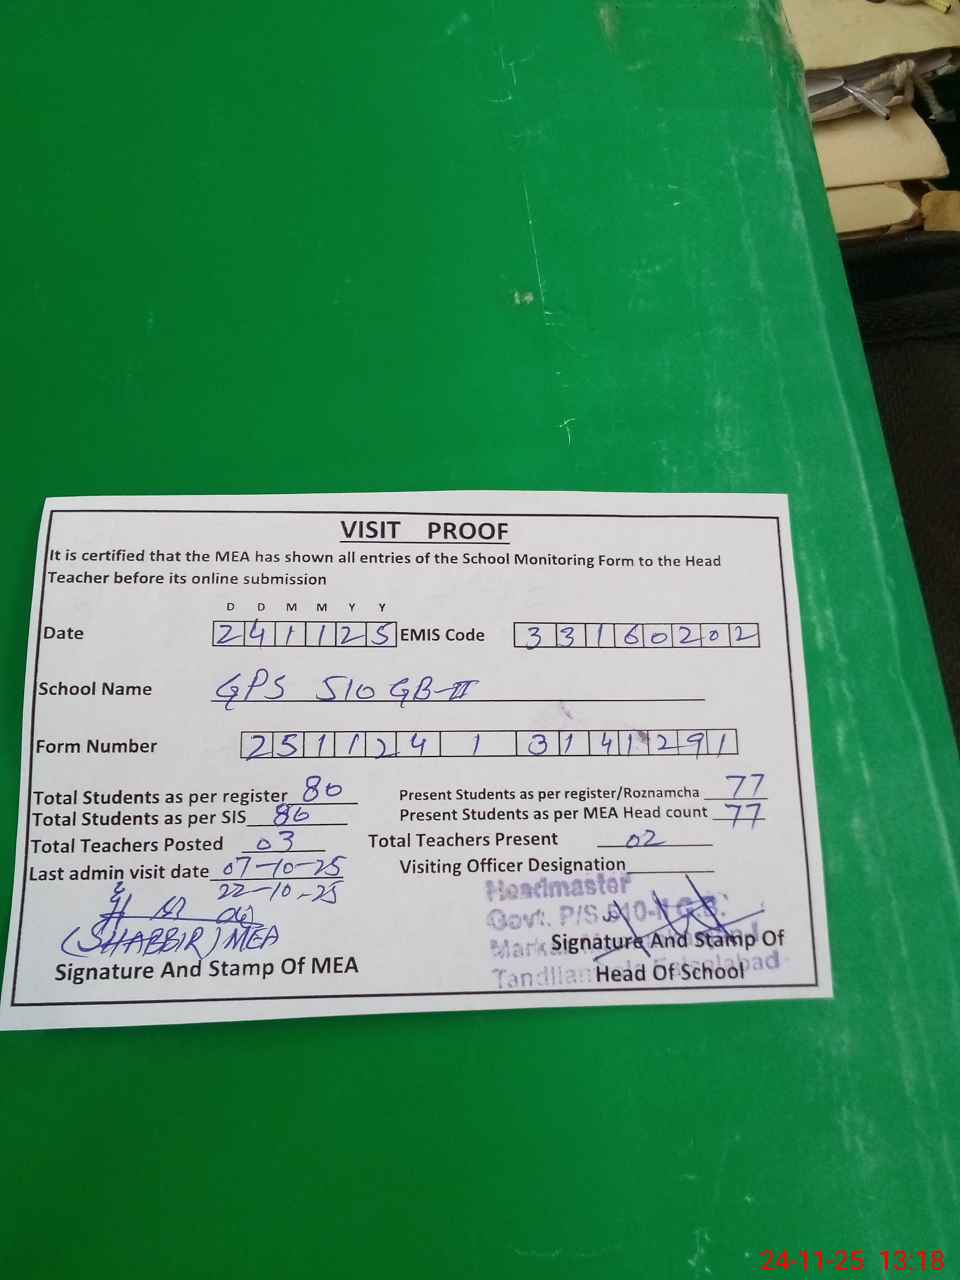 VISIT PROOF
It is certified that the MEA has shown all entries of the School Monitoring Form to the Head
Teacher before its online submission
D D M M Y Y
Date 241125 EMIS Code 33160202
School Name GPS 510 GB-II
Form Number 251124 1 3141291
Total Students as per register 80 Present Students as per register/Roznamcha 77
Total Students as per SIS 80 Present Students as per MEA Head count 77
Total Teachers Posted 03 Total Teachers Present 02
Last admin visit date 07-10-25 Visiting Officer Designation
22-10-25
Headmaster
Govt. P/S 510- G.B.
(SHABBIR) MEA
Signature And Stamp Of MEA
Signature And Stamp Of
Head Of School
24-11-25 13:18